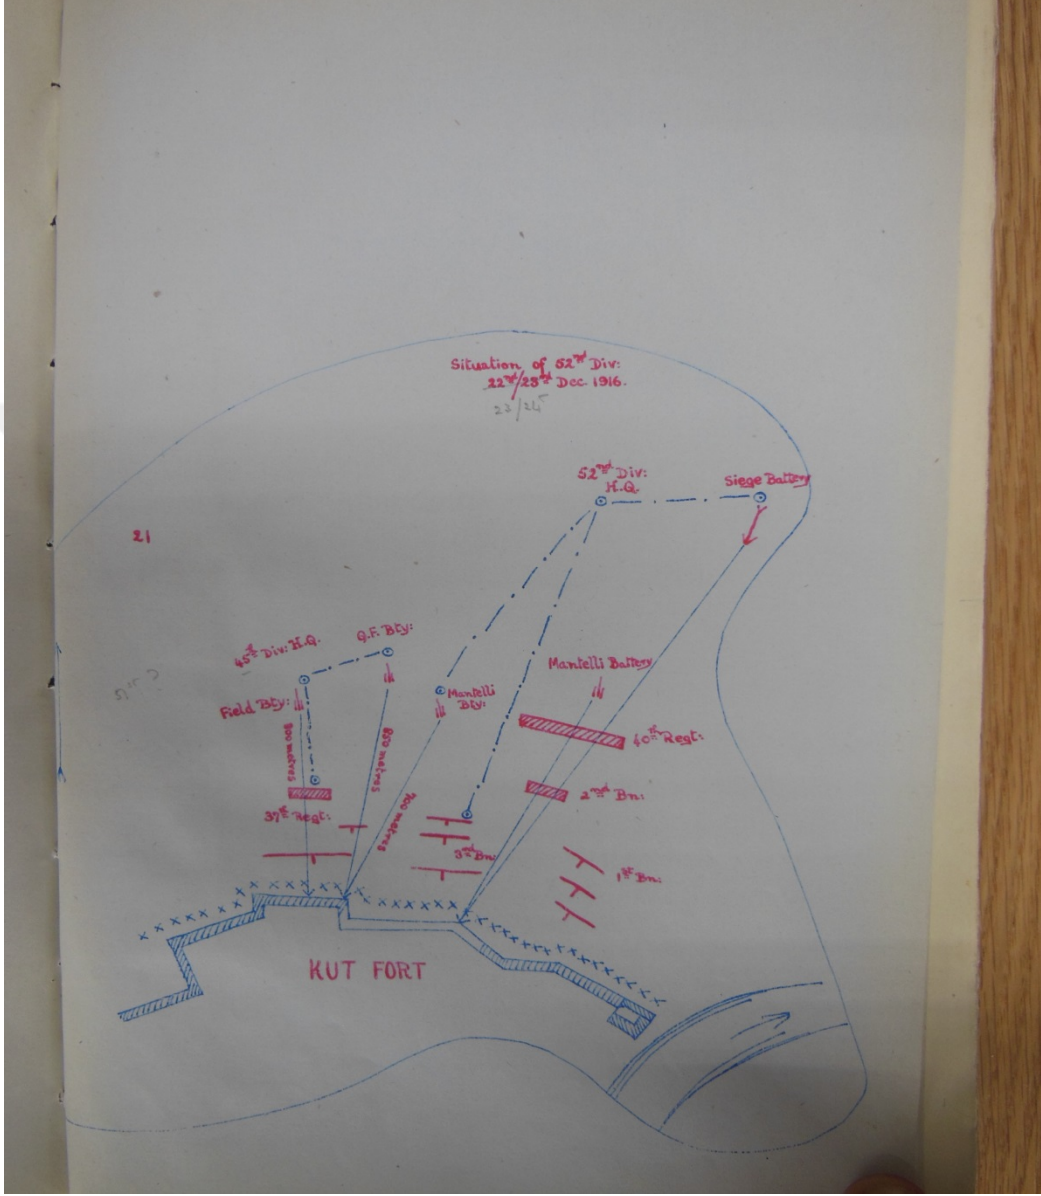 Situation of 52nd Div:
22nd/23rd Dec. 1916.
23/24
52nd Div:
H.Q.
Siege Battery
21
45th Div: H.Q.
Q.F. Bty:
Mantelli Battery
Field Bty:
Mantelli
Bty:
800 metres
850 metres
40th Regt:
2nd Bn:
37th Regt:
700 metres
3rd Bn:
1st Bn:
KUT FORT